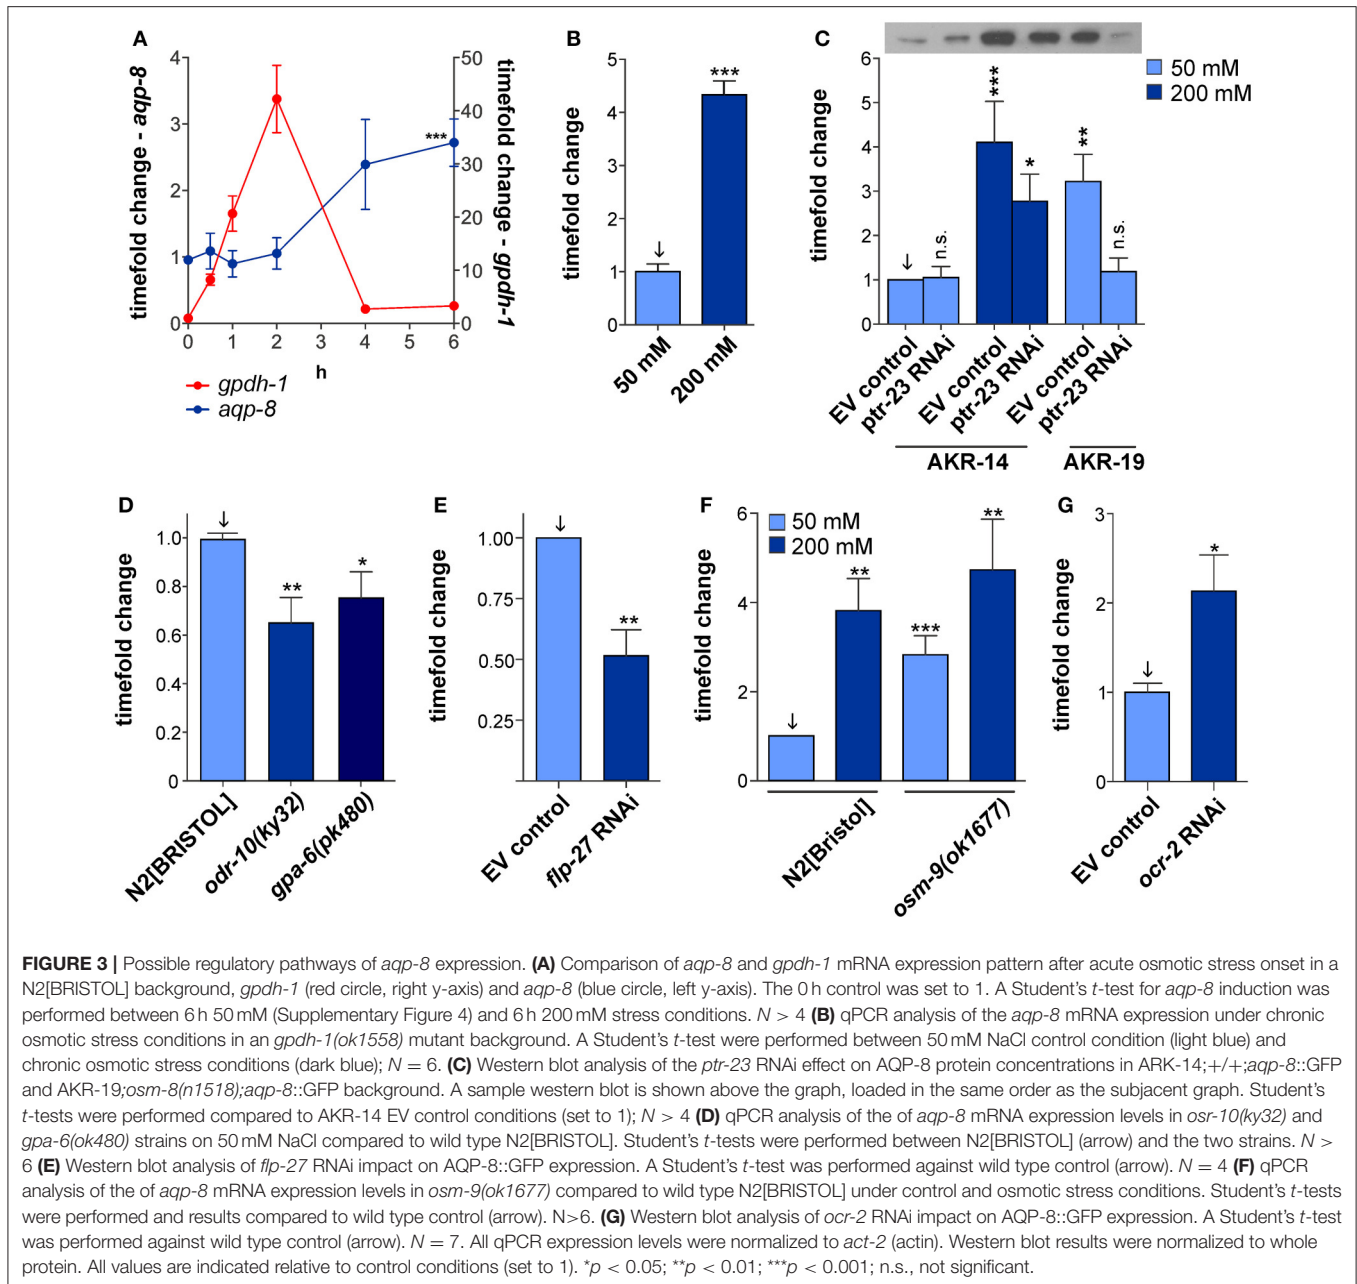 A
timefold change - aqp-8
4
3
2
1
0
50
40
30
20
10
0
timefold change - gpdh-1
***
0
1
2
3
4
5
6
h
gpdh-1
aqp-8
B
timefold change
5
4
3
2
1
0
↓
***
50 mM
200 mM
C
timefold change
6
5
4
3
2
1
0
↓
n.s.
***
*
**
n.s.
50 mM
200 mM
EV control
ptr-23 RNAi
EV control
ptr-23 RNAi
EV control
ptr-23 RNAi
AKR-14
AKR-19
D
timefold change
1.0
0.8
0.6
0.4
0.2
0
↓
**
*
N2[BRISTOL]
odr-10(ky32)
gpa-6(pk480)
E
timefold change
1.00
0.75
0.50
0.25
↓
**
EV control
flp-27 RNAi
F
timefold change
6
4
2
0
50 mM
200 mM
↓
**
***
**
N2[Bristol]
osm-9(ok1677)
G
timefold change
3
2
1
0
↓
*
EV control
ocr-2 RNAi
FIGURE 3 | Possible regulatory pathways of aqp-8 expression. (A) Comparison of aqp-8 and gpdh-1 mRNA expression pattern after acute osmotic stress onset in a
N2[BRISTOL] background, gpdh-1 (red circle, right y-axis) and aqp-8 (blue circle, left y-axis). The 0 h control was set to 1. A Student's t-test for aqp-8 induction was
performed between 6 h 50 mM (Supplementary Figure 4) and 6 h 200 mM stress conditions. N > 4 (B) qPCR analysis of the aqp-8 mRNA expression under chronic
osmotic stress conditions in an gpdh-1(ok1558) mutant background. A Student's t-test were performed between 50 mM NaCl control condition (light blue) and
chronic osmotic stress conditions (dark blue); N = 6. (C) Western blot analysis of the ptr-23 RNAi effect on AQP-8 protein concentrations in ARK-14;+/+;aqp-8::GFP
and AKR-19;osm-8(n1518);aqp-8::GFP background. A sample western blot is shown above the graph, loaded in the same order as the subjacent graph. Student's
t-tests were performed compared to AKR-14 EV control conditions (set to 1); N > 4 (D) qPCR analysis of the of aqp-8 mRNA expression levels in osr-10(ky32) and
gpa-6(ok480) strains on 50 mM NaCl compared to wild type N2[BRISTOL]. Student's t-tests were performed between N2[BRISTOL] (arrow) and the two strains. N >
6 (E) Western blot analysis of flp-27 RNAi impact on AQP-8::GFP expression. A Student's t-test was performed against wild type control (arrow). N = 4 (F) qPCR
analysis of the of aqp-8 mRNA expression levels in osm-9(ok1677) compared to wild type N2[BRISTOL] under control and osmotic stress conditions. Student's t-tests
were performed and results compared to wild type control (arrow). N>6. (G) Western blot analysis of ocr-2 RNAi impact on AQP-8::GFP expression. A Student's t-test
was performed against wild type control (arrow). N = 7. All qPCR expression levels were normalized to act-2 (actin). Western blot results were normalized to whole
protein. All values are indicated relative to control conditions (set to 1). *p < 0.05; **p < 0.01; ***p < 0.001; n.s., not significant.